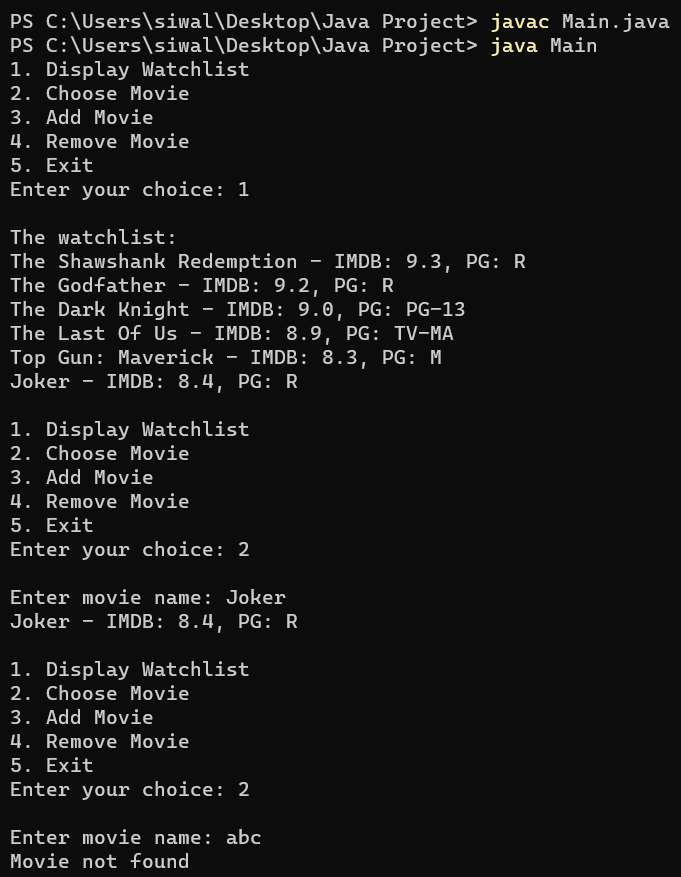 PS C:\Users\siwal\Desktop\Java Project> javac Main.java
PS C:\Users\siwal\Desktop\Java Project> java Main
1. Display Watchlist
2. Choose Movie
3. Add Movie
4. Remove Movie
5. Exit
Enter your choice: 1

The watchlist:
The Shawshank Redemption - IMDB: 9.3, PG: R
The Godfather - IMDB: 9.2, PG: R
The Dark Knight - IMDB: 9.0, PG: PG-13
The Last Of Us - IMDB: 8.9, PG: TV-MA
Top Gun: Maverick - IMDB: 8.3, PG: M
Joker - IMDB: 8.4, PG: R

1. Display Watchlist
2. Choose Movie
3. Add Movie
4. Remove Movie
5. Exit
Enter your choice: 2

Enter movie name: Joker
Joker - IMDB: 8.4, PG: R

1. Display Watchlist
2. Choose Movie
3. Add Movie
4. Remove Movie
5. Exit
Enter your choice: 2

Enter movie name: abc
Movie not found